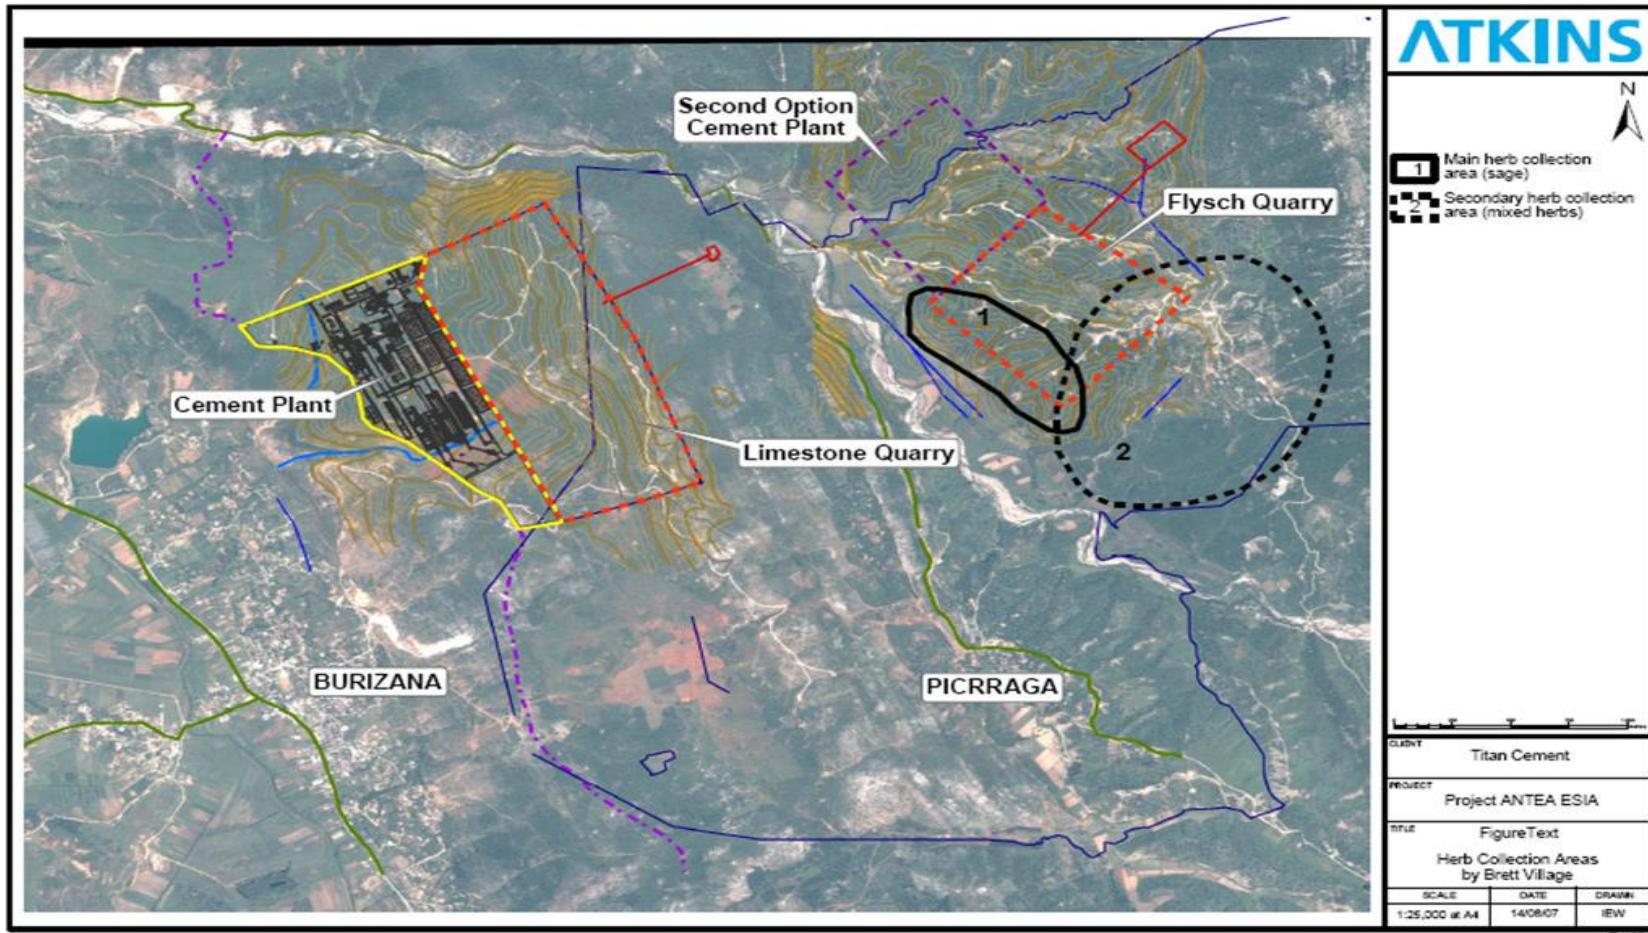 ATKINS
N
1
Main herb collection
area (sage)
2
Secondary herb collection
area (mixed herbs)
Second Option
Cement Plant
Flysch Quarry
1
Cement Plant
Limestone Quarry
2
BURIZANA
PICRRAGA
CLIENT
Titan Cement
PROJECT
Project ANTEA ESIA
TITLE
FigureText
Herb Collection Areas
by Brett Village
SCALE DATE DRAWN
1:25,000 at A4 14/08/07 IEW